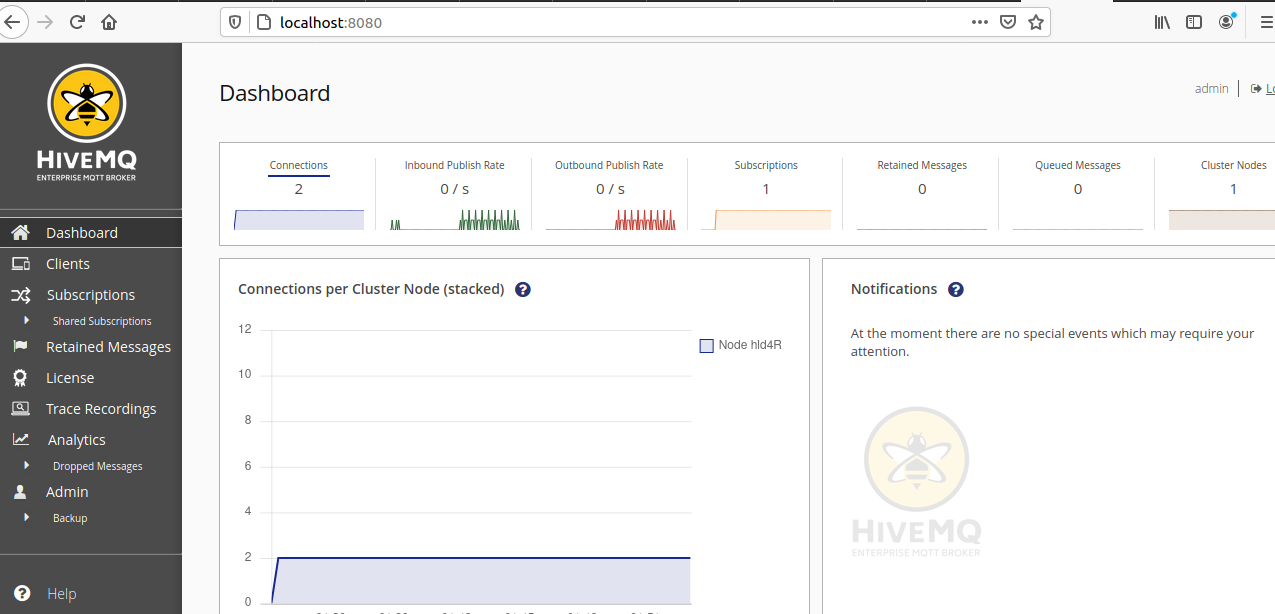 localhost:8080
HIVEMQ
ENTERPRISE MQTT BROKER
Dashboard
Clients
Subscriptions
Shared Subscriptions
Retained Messages
License
Trace Recordings
Analytics
Dropped Messages
Admin
Backup
Help
Dashboard
admin
Connections
2
Inbound Publish Rate
0 / s
Outbound Publish Rate
0 / s
Subscriptions
1
Retained Messages
0
Queued Messages
0
Cluster Nodes
1
Connections per Cluster Node (stacked) ?
12
10
8
6
4
2
0
Node hld4R
Notifications ?
At the moment there are no special events which may require your
attention.
HIVEMQ
ENTERPRISE MQTT BROKER